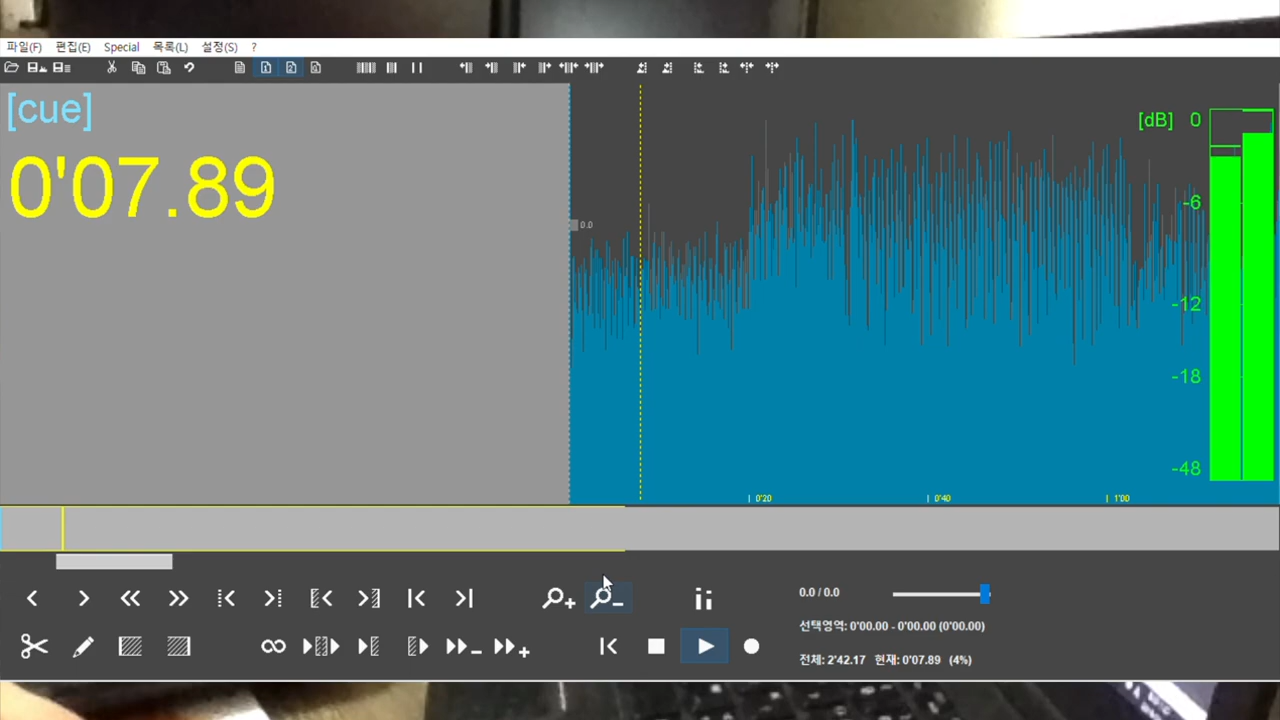 파일(F) 편집(E) Special 목록(L) 설정(S) ?
[cue]
0'07.89
[dB] 0
-6
0.0
-12
-18
-48
0'20 0'40 1'00
0.0 / 0.0
선택영역: 0'00.00 - 0'00.00 (0'00.00)
전체: 2'42.17 현재: 0'07.89 (4%)